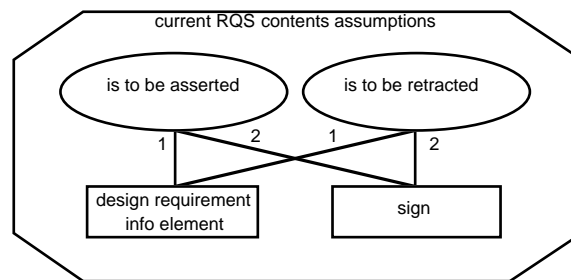 current RQS contents assumptions
is to be asserted
is to be retracted
1
2
1
2
design requirement
info element
sign